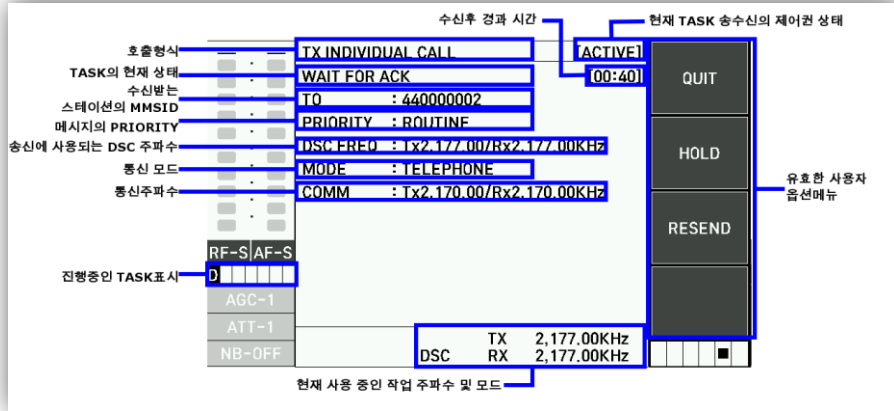 수신후 경과 시간
현재 TASK 송수신의 제어권 상태
호출형식
TX INDIVIDUAL CALL
[ACTIVE]
TASK의 현재 상태
WAIT FOR ACK
[00:40]
QUIT
수신받는
스테이션의 MMSID
TO : 440000002
메시지의 PRIORITY
PRIORITY : ROUTINE
송신에 사용되는 DSC 주파수
DSC FREQ : Tx2,177.00/Rx2,177.00KHz
통신 모드
MODE : TELEPHONE
HOLD
통신주파수
COMM : Tx2,170.00/Rx2,170.00KHz
유효한 사용자
옵션메뉴
RESEND
RF-S AF-S
진행중인 TASK표시
D
AGC-1
ATT-1
NB-OFF
TX 2,177.00KHz
DSC RX 2,177.00KHz
현재 사용 중인 작업 주파수 및 모드